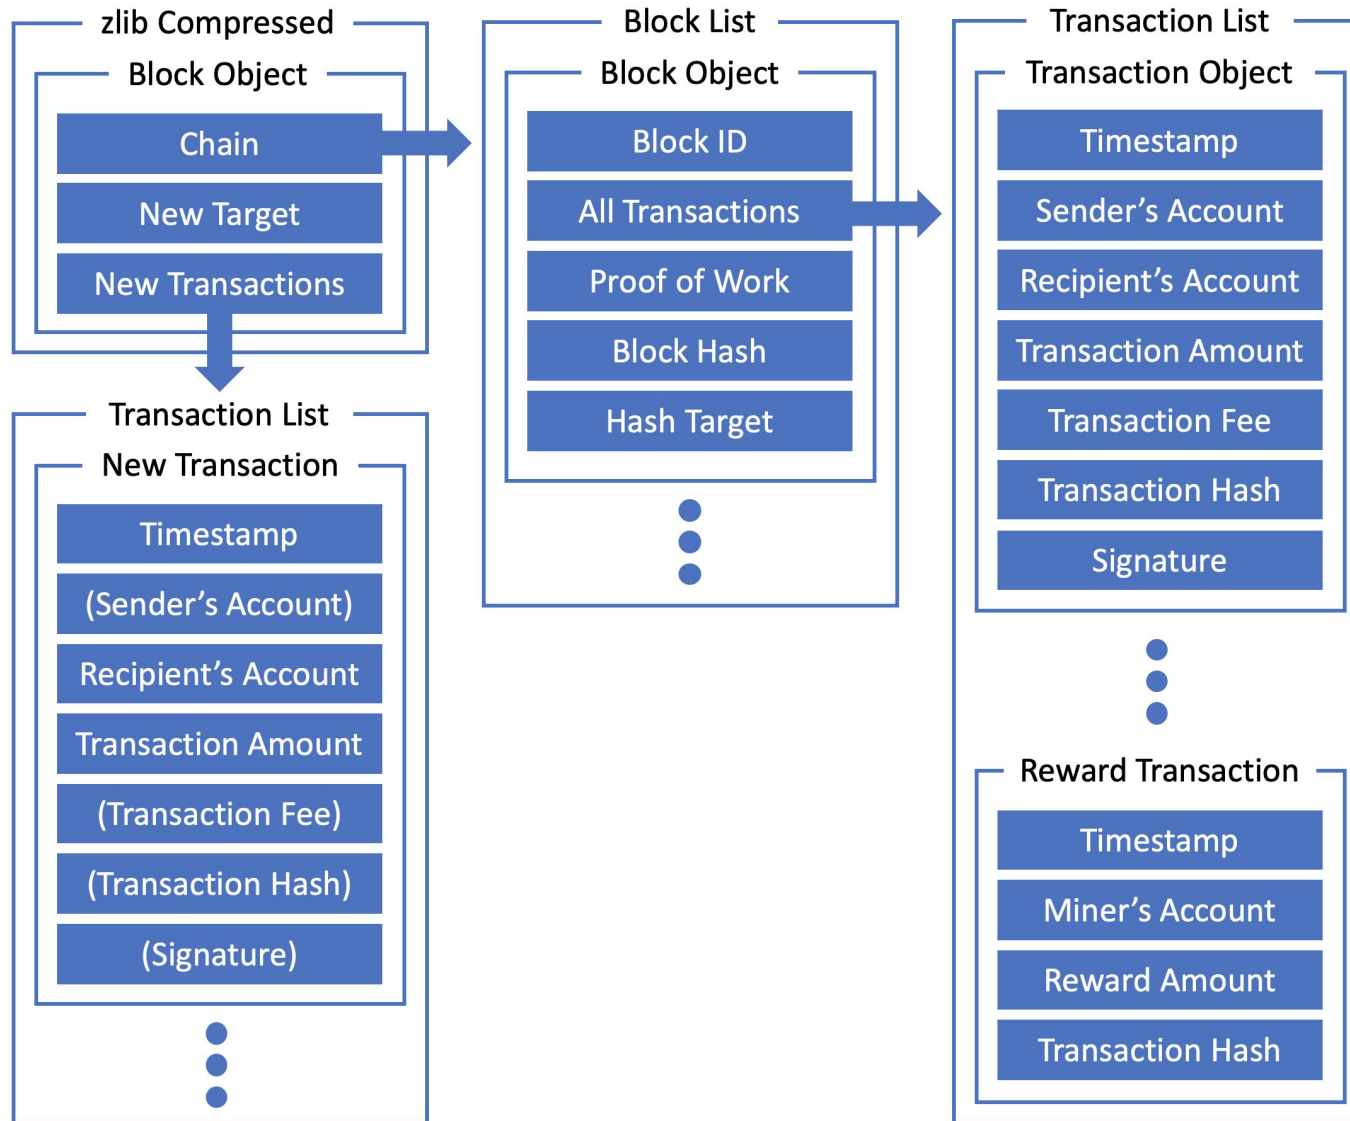 zlib Compressed
Block Object
Chain
New Target
New Transactions
Transaction List
New Transaction
Timestamp
(Sender’s Account)
Recipient’s Account
Transaction Amount
(Transaction Fee)
(Transaction Hash)
(Signature)
Block List
Block Object
Block ID
All Transactions
Proof of Work
Block Hash
Hash Target
Transaction List
Transaction Object
Timestamp
Sender’s Account
Recipient’s Account
Transaction Amount
Transaction Fee
Transaction Hash
Signature
Reward Transaction
Timestamp
Miner’s Account
Reward Amount
Transaction Hash